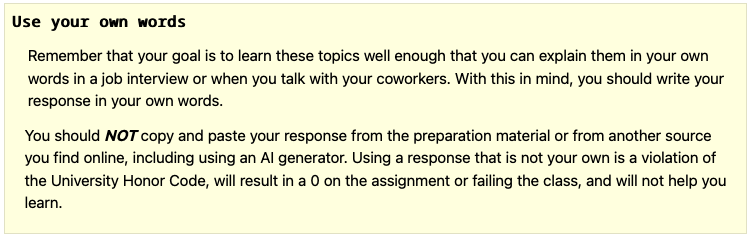 Use your own words
Remember that your goal is to learn these topics well enough that you can explain them in your own
words in a job interview or when you talk with your coworkers. With this in mind, you should write your
response in your own words.
You should NOT copy and paste your response from the preparation material or from another source
you find online, including using an AI generator. Using a response that is not your own is a violation of
the University Honor Code, will result in a 0 on the assignment or failing the class, and will not help you
learn.